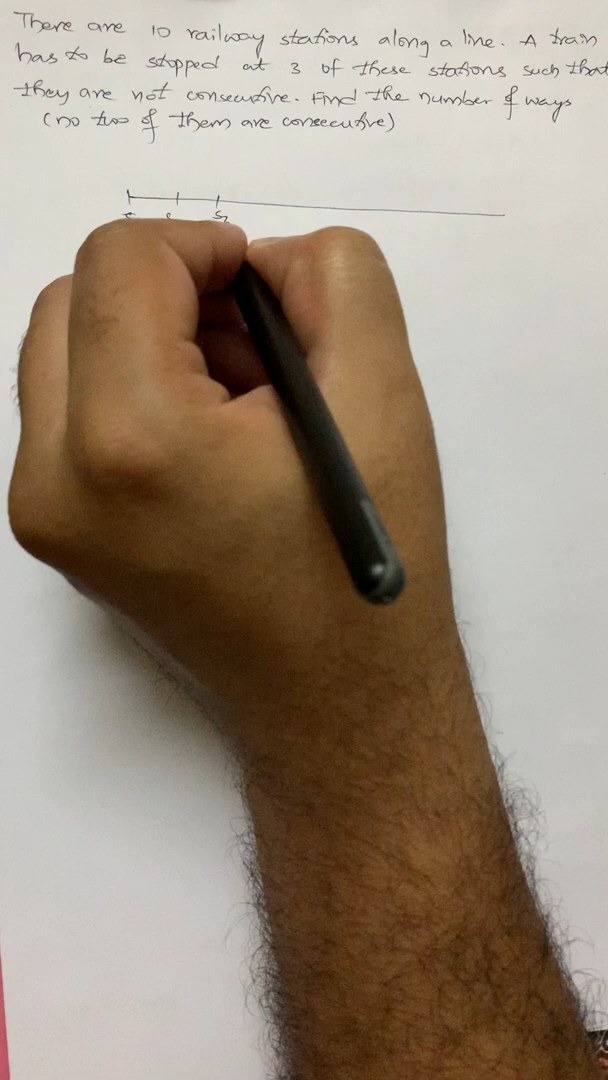 There are 10 railway stations along a line. A train
has to be stopped at 3 of these stations such that
they are not consecutive. Find the number of ways
(no two of them are consecutive)
S2